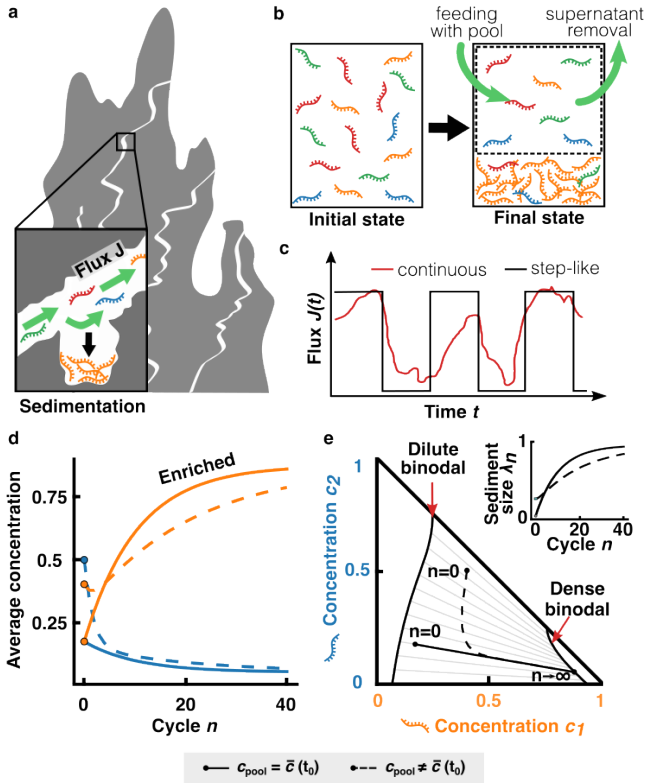 a
Flux J
Sedimentation
b
feeding
with pool
supernatant
removal
Initial state
Final state
c
continuous
step-like
Flux J(t)
Time t
d
Enriched
Average concentration
0.75
0.5
0.25
0
20
40
Cycle n
e
Dilute
binodal
Dense
binodal
n=0
n=0
n→∞
1
0.5
0
Concentration c2
0
0.5
1
Concentration c1
Sediment
size λn
1
0
0
20
40
Cycle n
cpool = c̄ (t0)
cpool ≠ c̄ (t0)